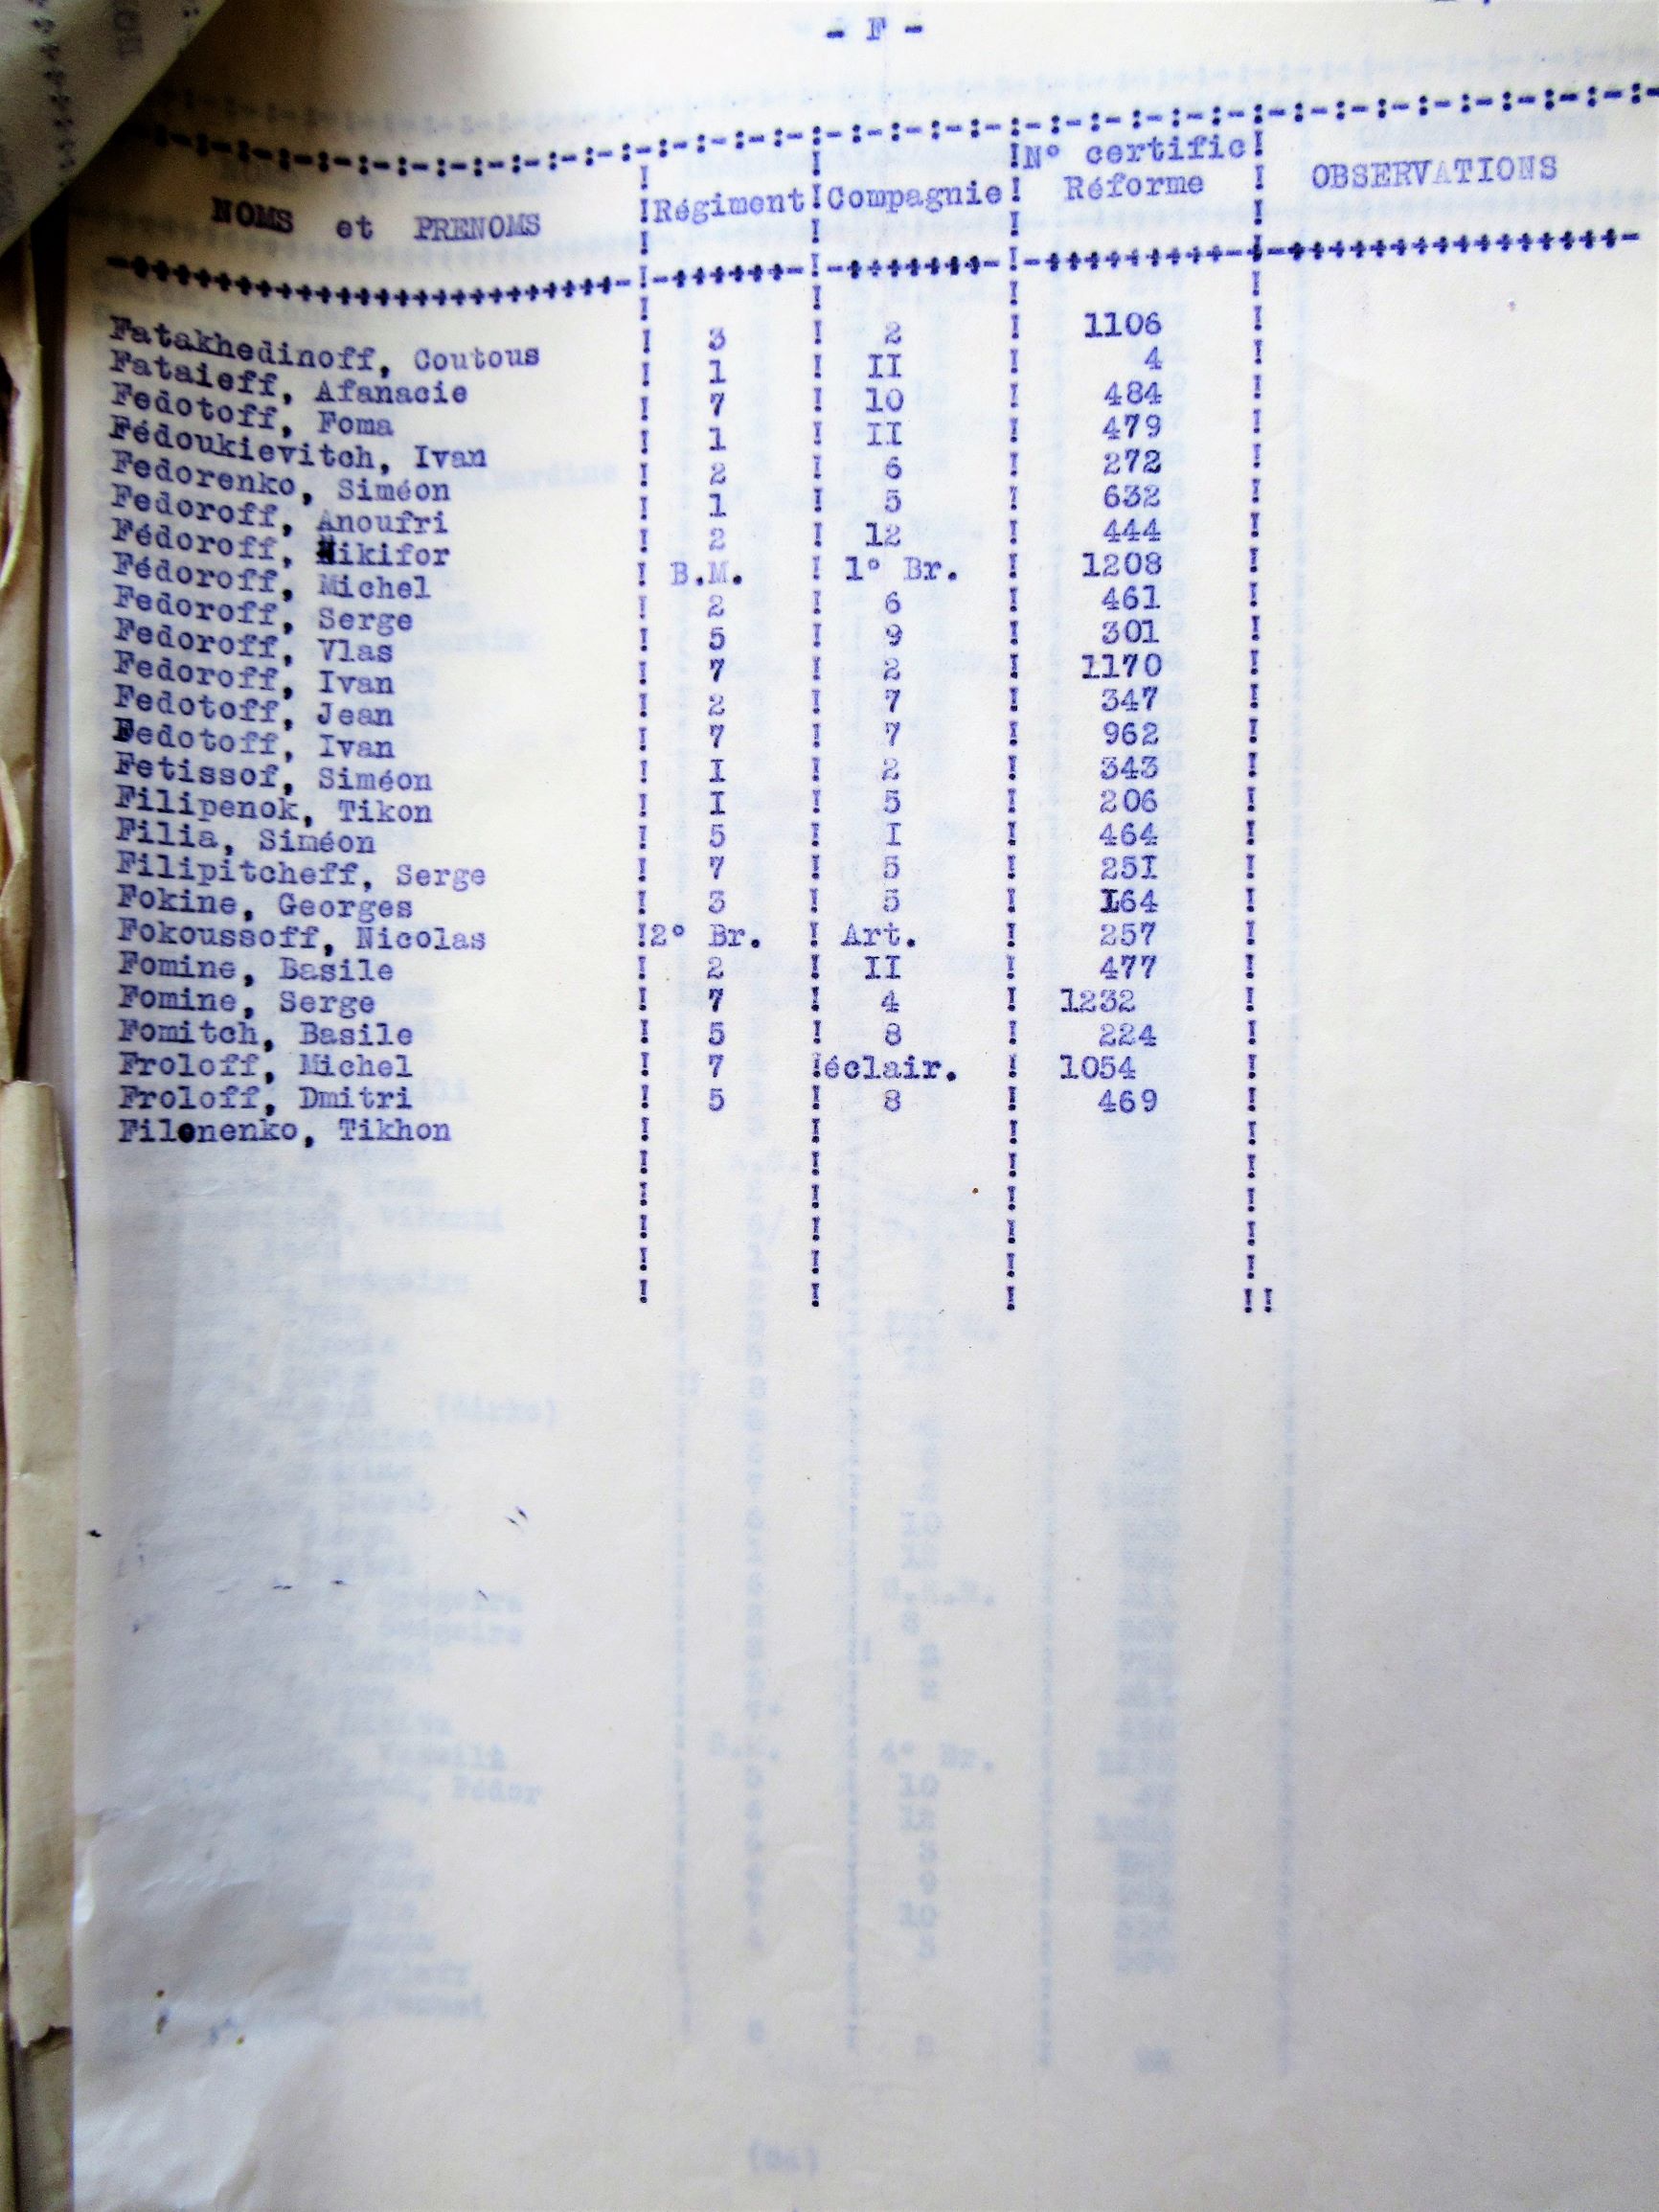 - F -
NOMS et PRENOMS ! Régiment ! Compagnie ! N° certific Réforme ! OBSERVATIONS
Fatakhedinoff, Coutous ! 3 ! 2 ! 1106 !
Fataieff, Afanacie ! 1 ! II ! 4 !
Fedotoff, Foma ! 7 ! 10 ! 484 !
Fédoukievitch, Ivan ! 1 ! II ! 479 !
Fedorenko, Siméon ! 2 ! 6 ! 272 !
Fedoroff, Anoufri ! 1 ! 5 ! 632 !
Fédoroff, Nikifor ! 2 ! 12 ! 444 !
Fédoroff, Michel ! B.M. ! 1° Br. ! 1208 !
Fedoroff, Serge ! 2 ! 6 ! 461 !
Fedoroff, Vlas ! 5 ! 9 ! 301 !
Fedoroff, Ivan ! 7 ! 2 ! 1170 !
Fedotoff, Jean ! 2 ! 7 ! 347 !
Fedotoff, Ivan ! 7 ! 7 ! 962 !
Fetissof, Siméon ! I ! 2 ! 343 !
Filipenok, Tikon ! I ! 5 ! 206 !
Filia, Siméon ! 5 ! I ! 464 !
Filipitcheff, Serge ! 7 ! 5 ! 25I !
Fokine, Georges ! 3 ! 5 ! 164 !
Fokoussoff, Nicolas !2° Br. ! Art. ! 257 !
Fomine, Basile ! 2 ! II ! 477 !
Fomine, Serge ! 7 ! 4 ! 1232 !
Fomitch, Basile ! 5 ! 8 ! 224 !
Froloff, Michel ! 7 !éclair. ! 1054 !
Froloff, Dmitri ! 5 ! 8 ! 469 !
Filonenko, Tikhon ! ! ! !